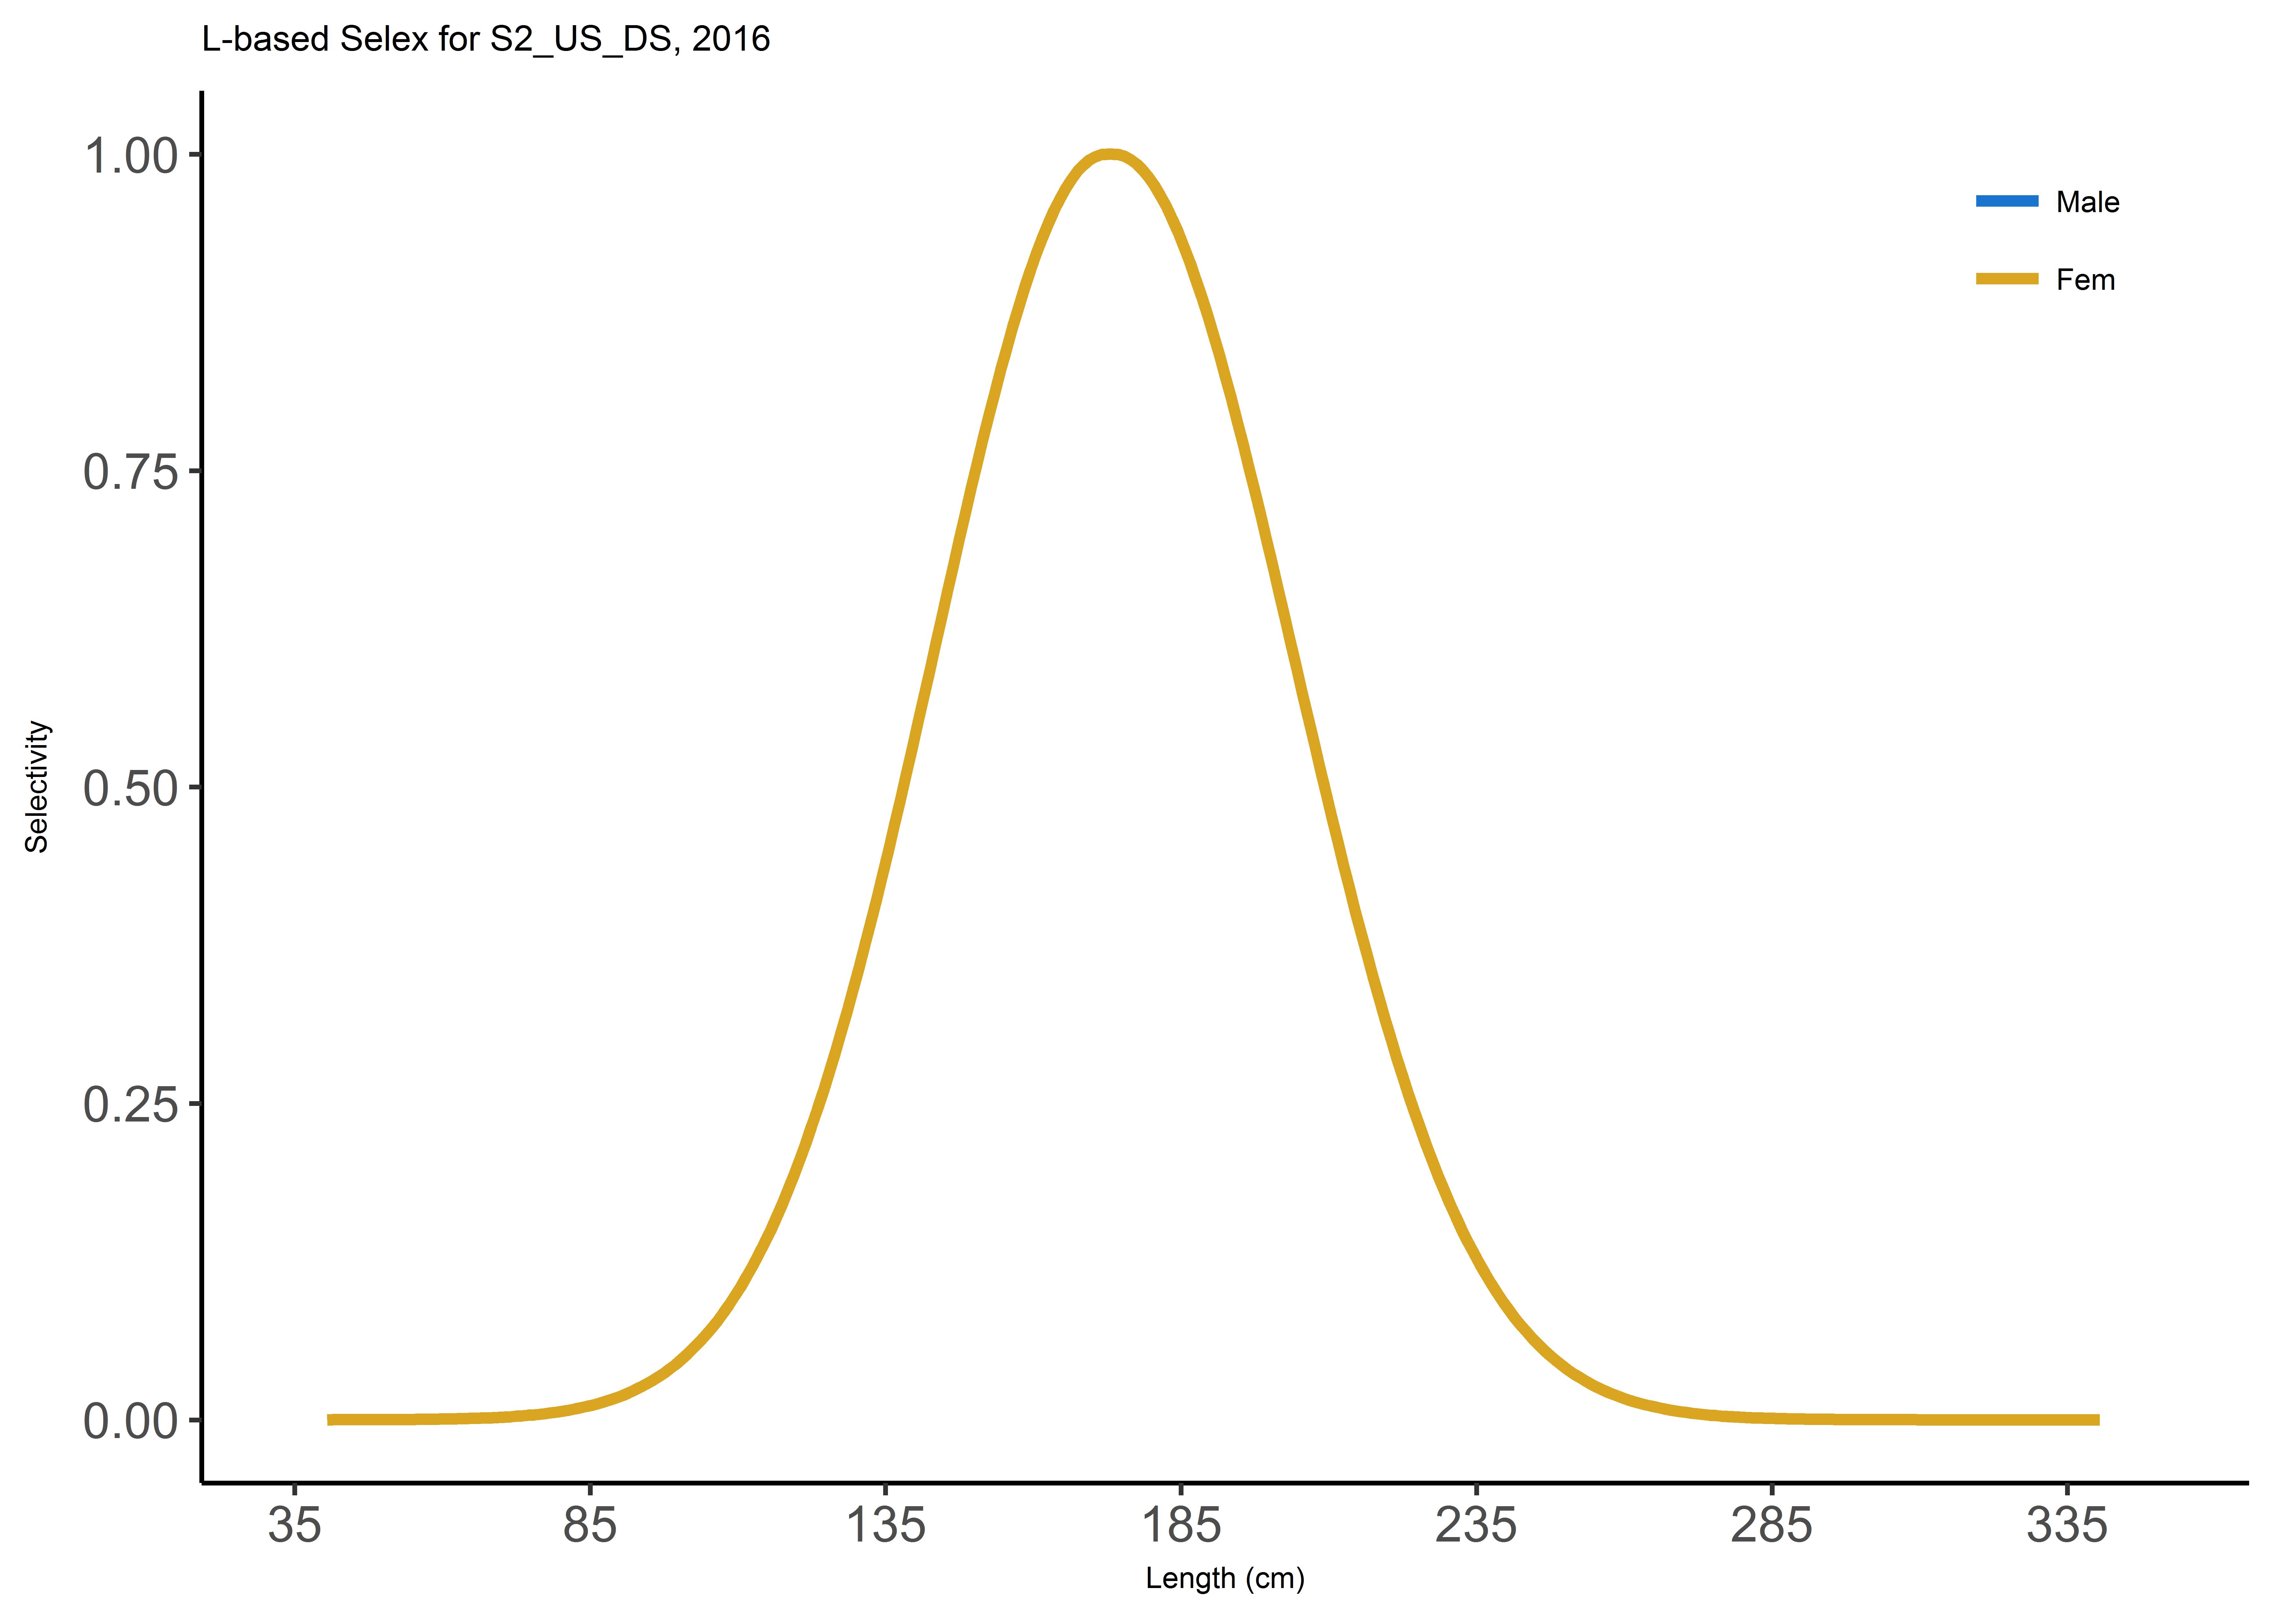 L-based Selex for S2_US_DS, 2016
1.00
0.75
0.50
0.25
0.00
Selectivity
Male
Fem
35 85 135 185 235 285 335
Length (cm)